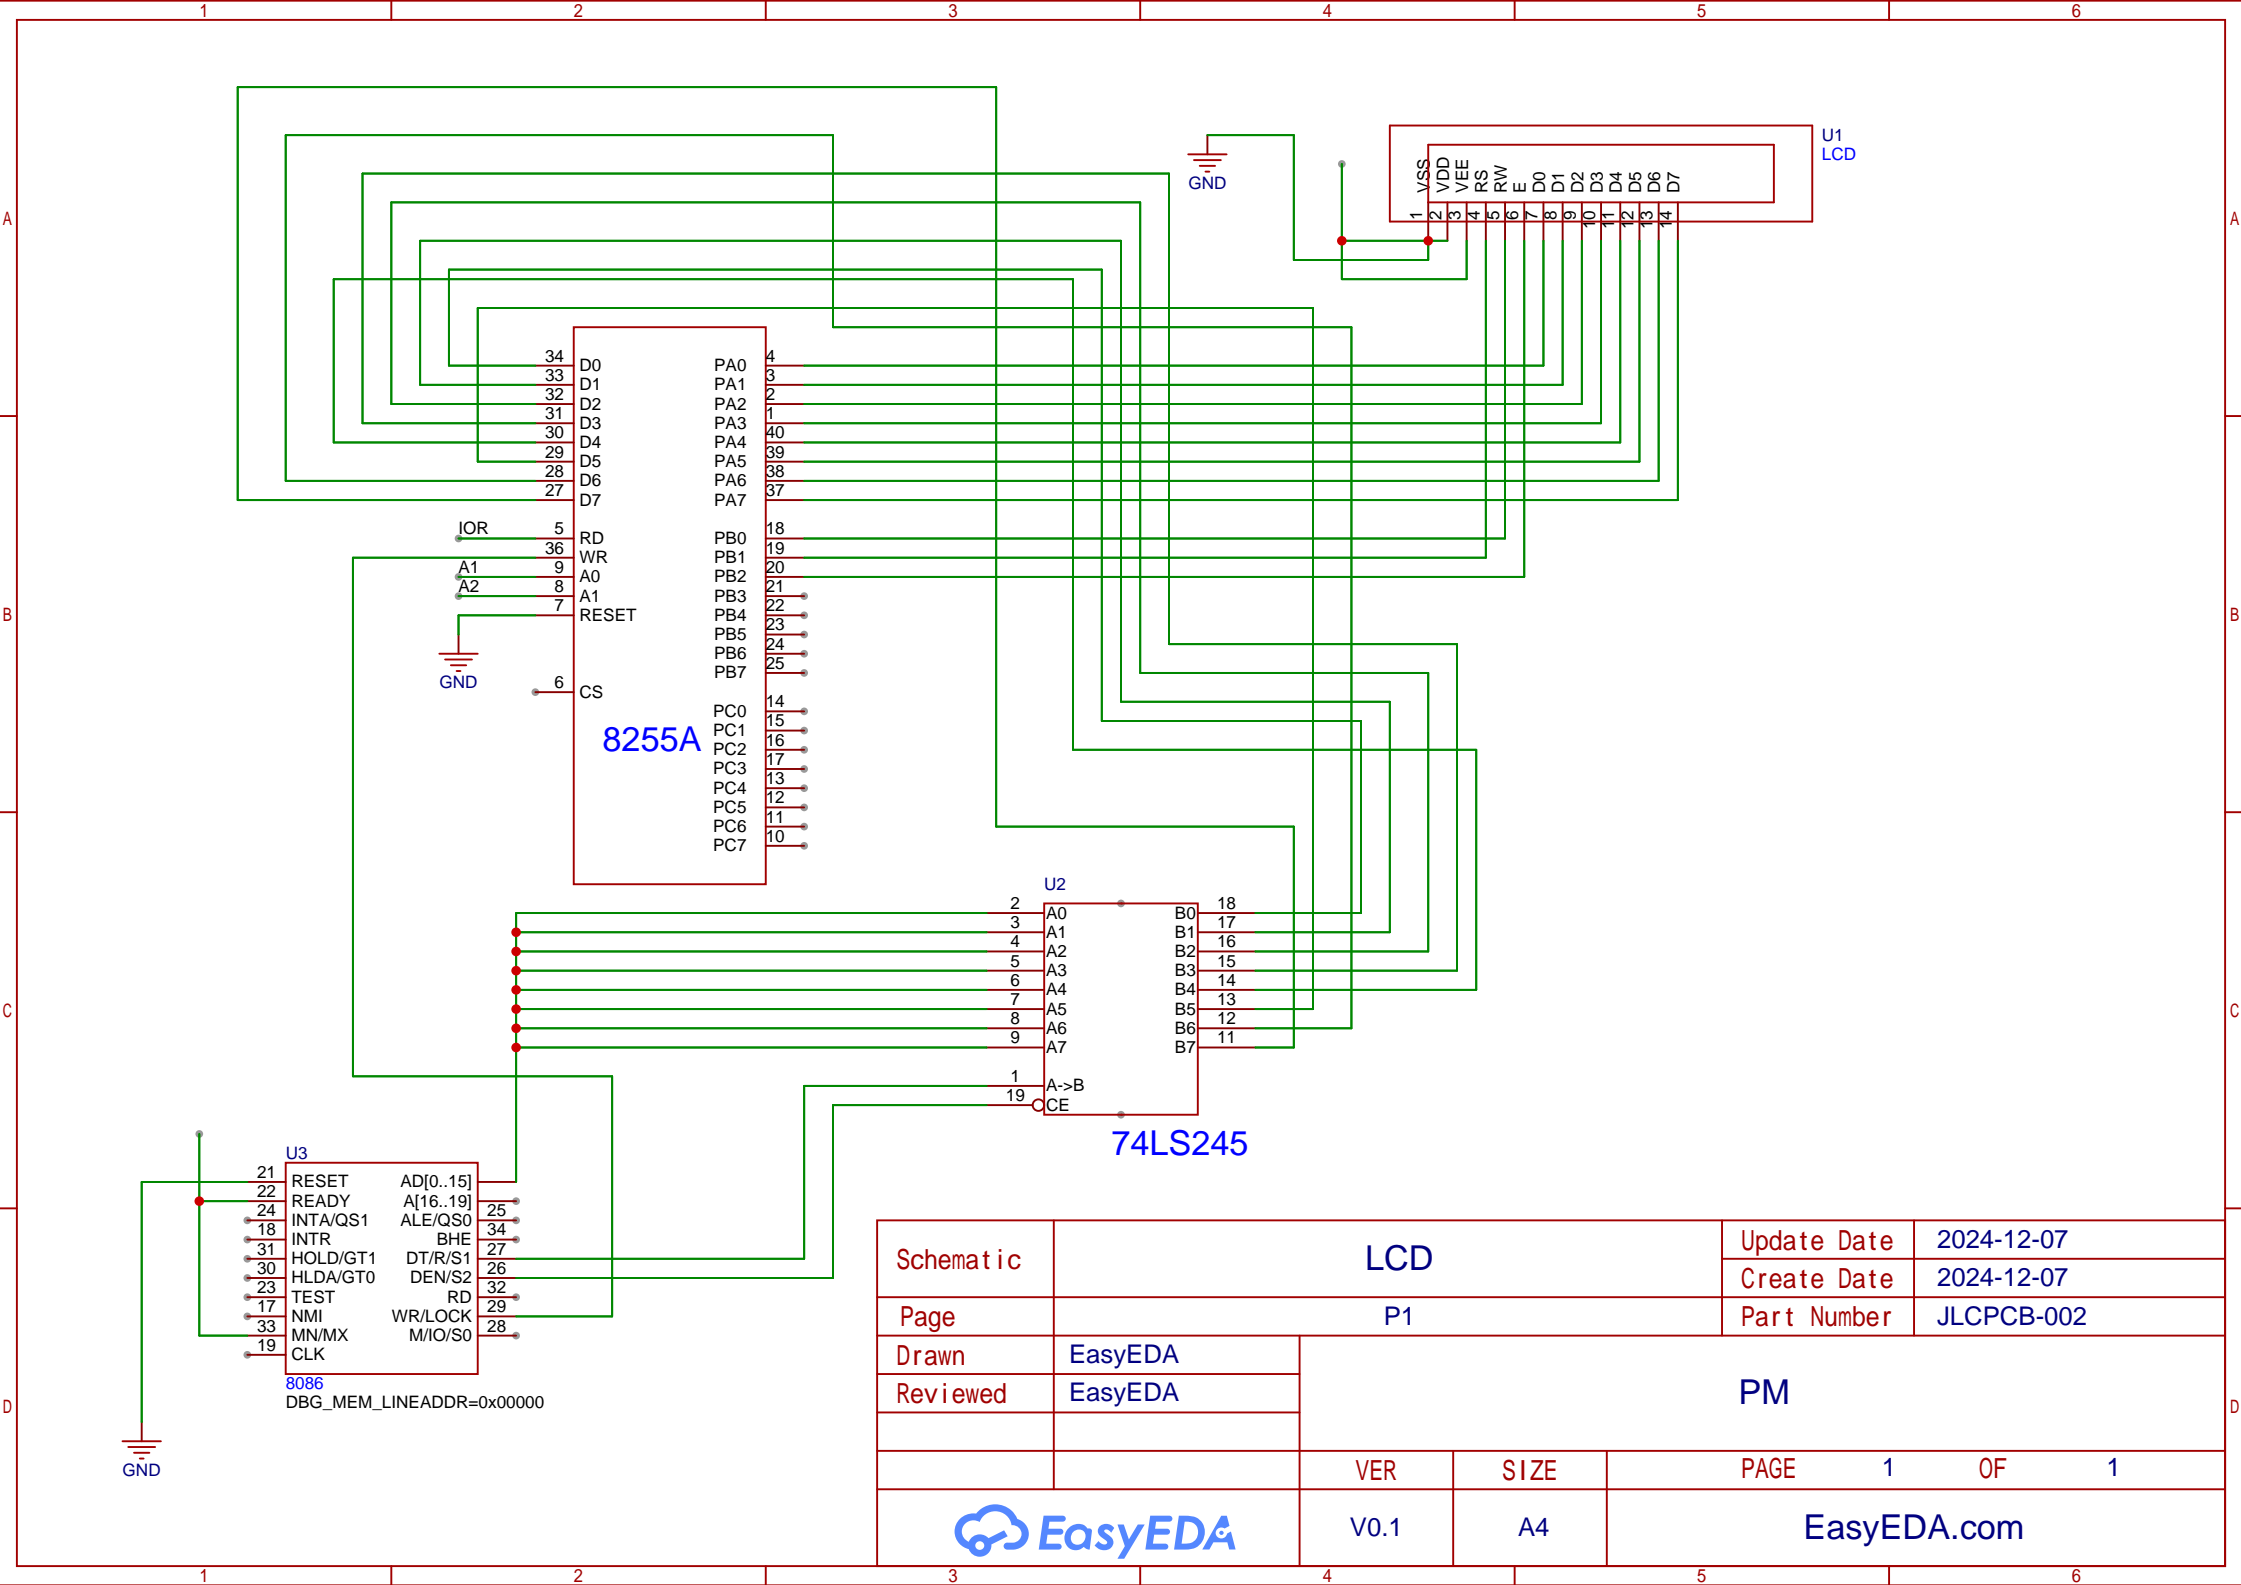 1 2 3 4 5 6
A A
B B
C C
D D
1 2 3 4 5 6
GND
U1
LCD
VSS VDD VEE RS RW E D0 D1 D2 D3 D4 D5 D6 D7
1 2 3 4 5 6 7 8 9 10 11 12 13 14
34 D0 PA0 4
33 D1 PA1 3
32 D2 PA2 2
31 D3 PA3 1
30 D4 PA4 40
29 D5 PA5 39
28 D6 PA6 38
27 D7 PA7 37
IOR 5 RD PB0 18
36 WR PB1 19
A1 9 A0 PB2 20
A2 8 A1 PB3 21
7 RESET PB4 22
PB5 23
PB6 24
PB7 25
GND
6 CS
PC0 14
PC1 15
PC2 16
PC3 17
PC4 13
PC5 12
PC6 11
PC7 10
8255A
U2
2 A0 B0 18
3 A1 B1 17
4 A2 B2 16
5 A3 B3 15
6 A4 B4 14
7 A5 B5 13
8 A6 B6 12
9 A7 B7 11
1 A->B
19 CE
74LS245
U3
21 RESET AD[0..15]
22 READY A[16..19]
24 INTA/QS1 ALE/QS0 25
18 INTR BHE 34
31 HOLD/GT1 DT/R/S1 27
30 HLDA/GT0 DEN/S2 26
23 TEST RD 32
17 NMI WR/LOCK 29
33 MN/MX M/IO/S0 28
19 CLK
8086
DBG_MEM_LINEADDR=0x00000
GND
Schematic LCD Update Date 2024-12-07
Create Date 2024-12-07
Page P1 Part Number JLCPCB-002
Drawn EasyEDA
Reviewed EasyEDA
PM
VER SIZE PAGE 1 OF 1
EasyEDA V0.1 A4 EasyEDA.com